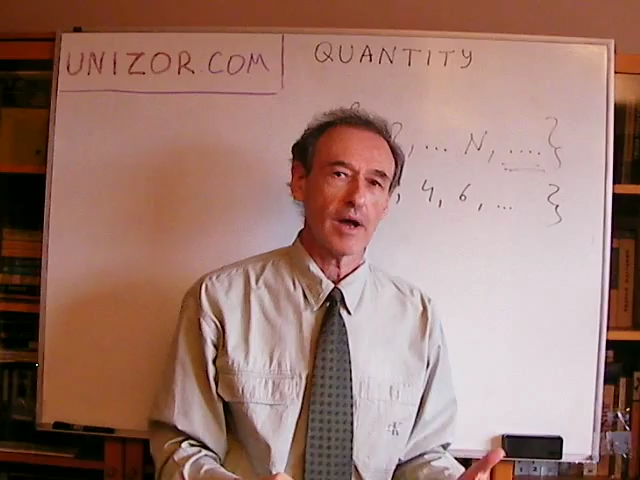 UNIZOR.COM
QUANTITY
, ... N, .... }
, 4, 6, ... }